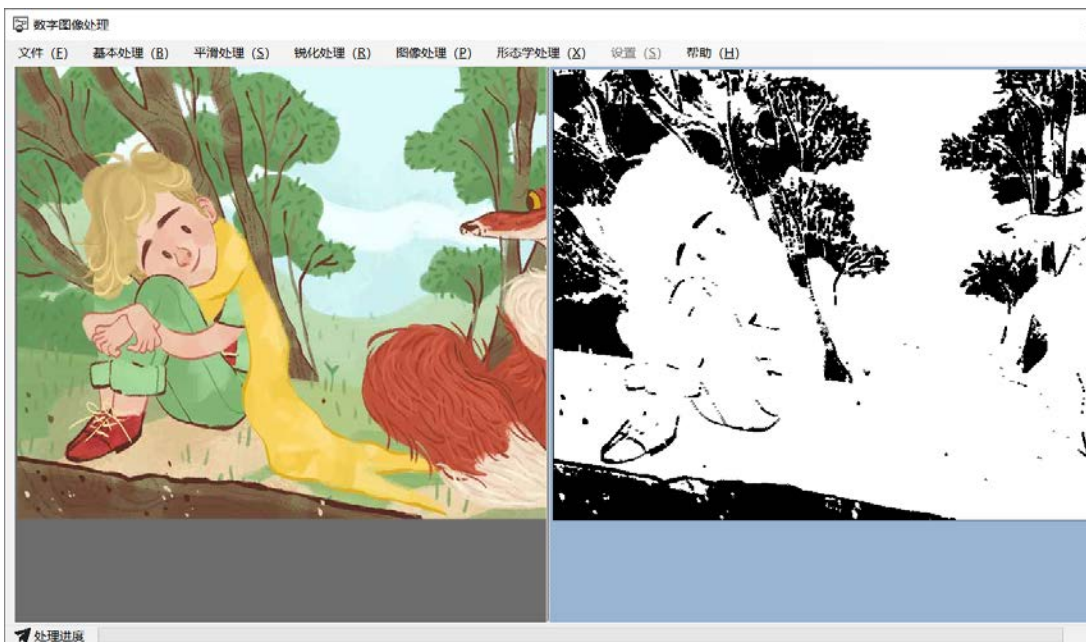 数字图像处理
文件 (F) 基本处理 (B) 平滑处理 (S) 锐化处理 (R) 图像处理 (P) 形态学处理 (X) 设置 (S) 帮助 (H)
处理进度